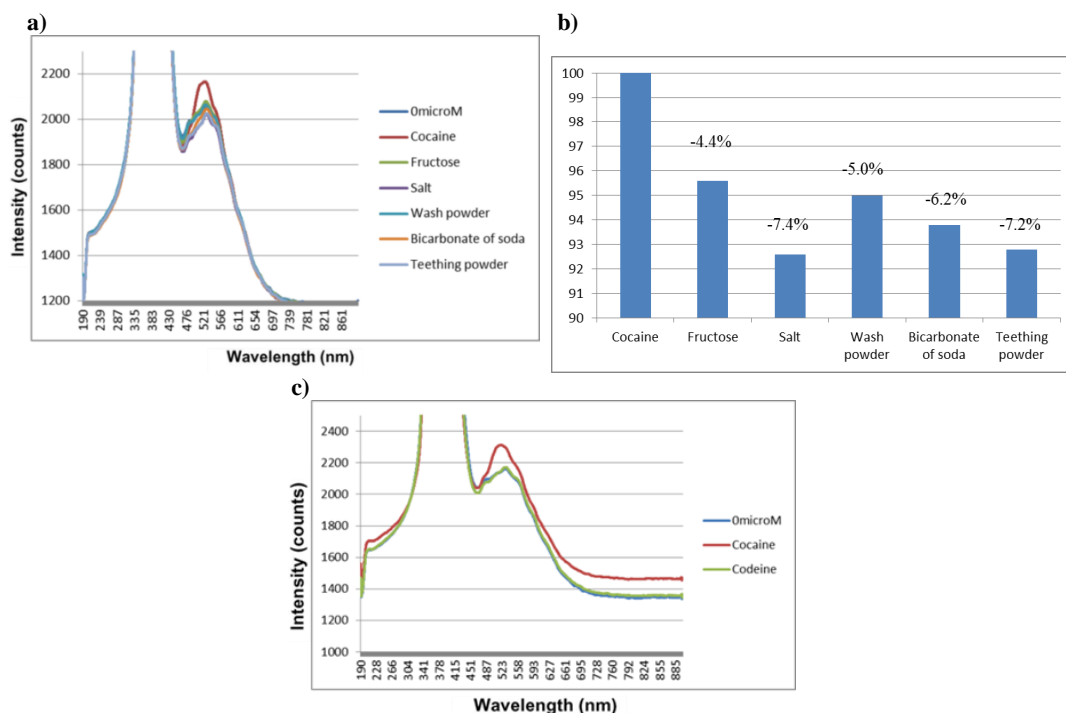 a)
Intensity (counts)
2200
2000
1800
1600
1400
1200
190 239 287 335 383 430 476 521 566 611 654 697 739 781 821 861
Wavelength (nm)
0microM
Cocaine
Fructose
Salt
Wash powder
Bicarbonate of soda
Teething powder
b)
100
99
98
97
96
95
94
93
92
91
90
-4.4%
-7.4%
-5.0%
-6.2%
-7.2%
Cocaine Fructose Salt Wash Bicarbonate Teething
powder of soda powder
c)
Intensity (counts)
2400
2200
2000
1800
1600
1400
1200
1000
190 228 266 304 341 378 415 451 487 523 558 593 627 661 695 728 760 792 824 855 885
Wavelength (nm)
0microM
Cocaine
Codeine